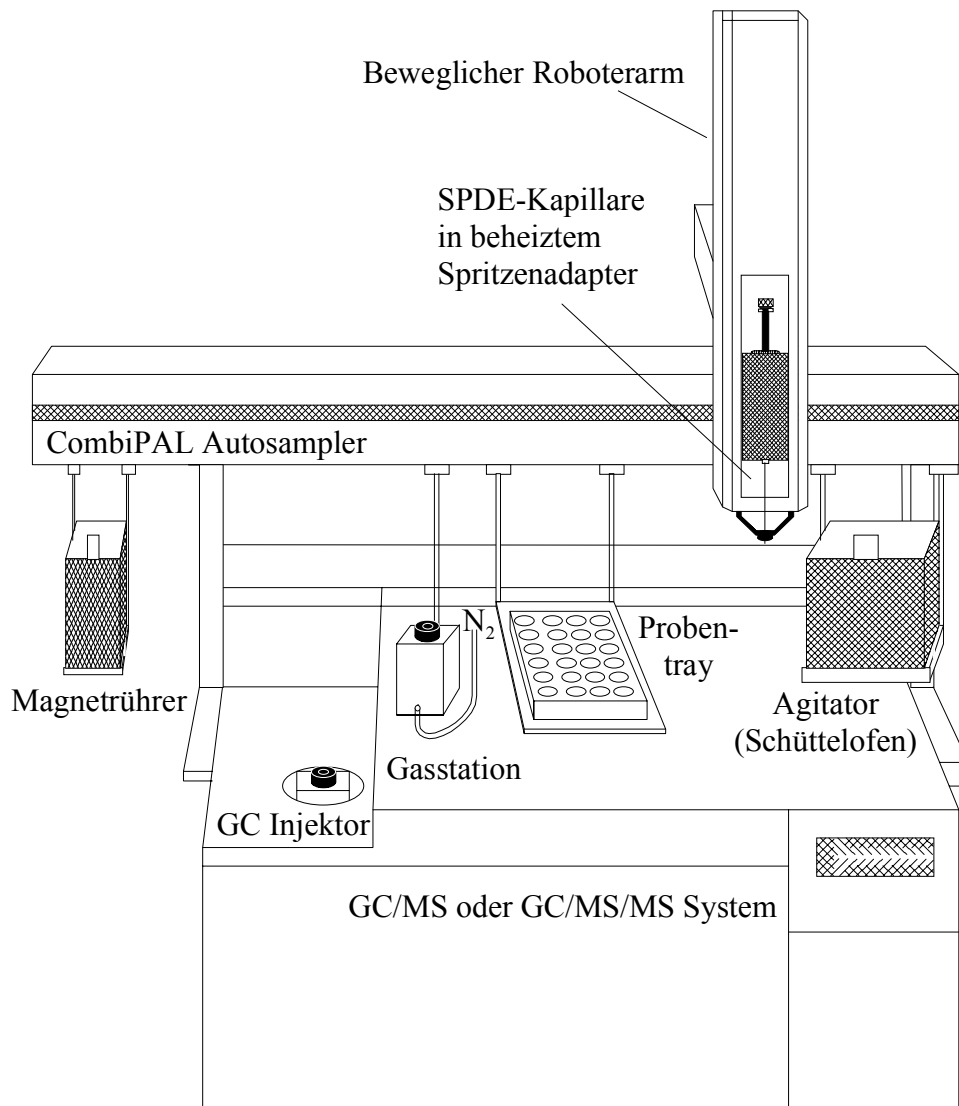 Beweglicher Roboterarm
SPDE-Kapillare
in beheiztem
Spritzenadapter
CombiPAL Autosampler
N2
Proben-
tray
Magnetrührer
Agitator
(Schüttelofen)
Gasstation
GC Injektor
GC/MS oder GC/MS/MS System